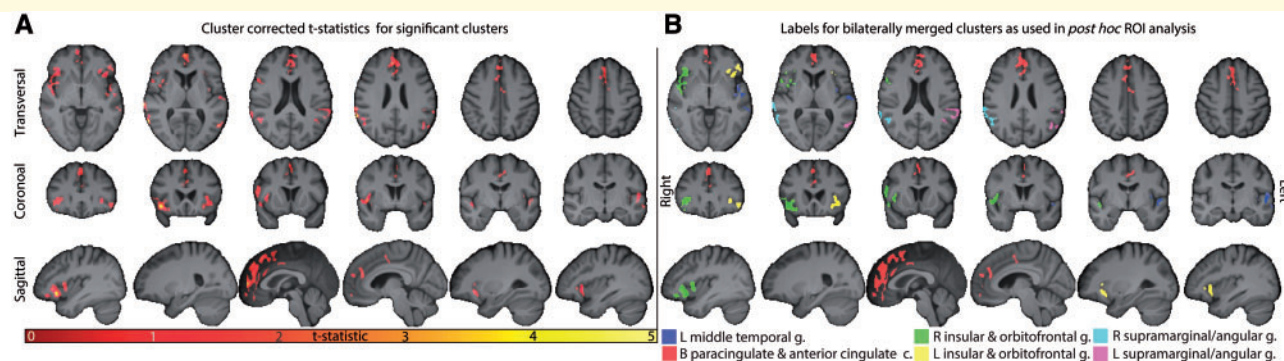 A
Cluster corrected t-statistics for significant clusters
Transversal
Coronoal
Sagittal
0 1 2 t-statistic 3 4 5
B
Labels for bilaterally merged clusters as used in post hoc ROI analysis
Right
Left
L middle temporal g.
B paracingulate & anterior cingulate c.
R insular & orbitofrontal g.
L insular & orbitofrontal g.
R supramarginal/angular g.
L supramarginal/angular g.